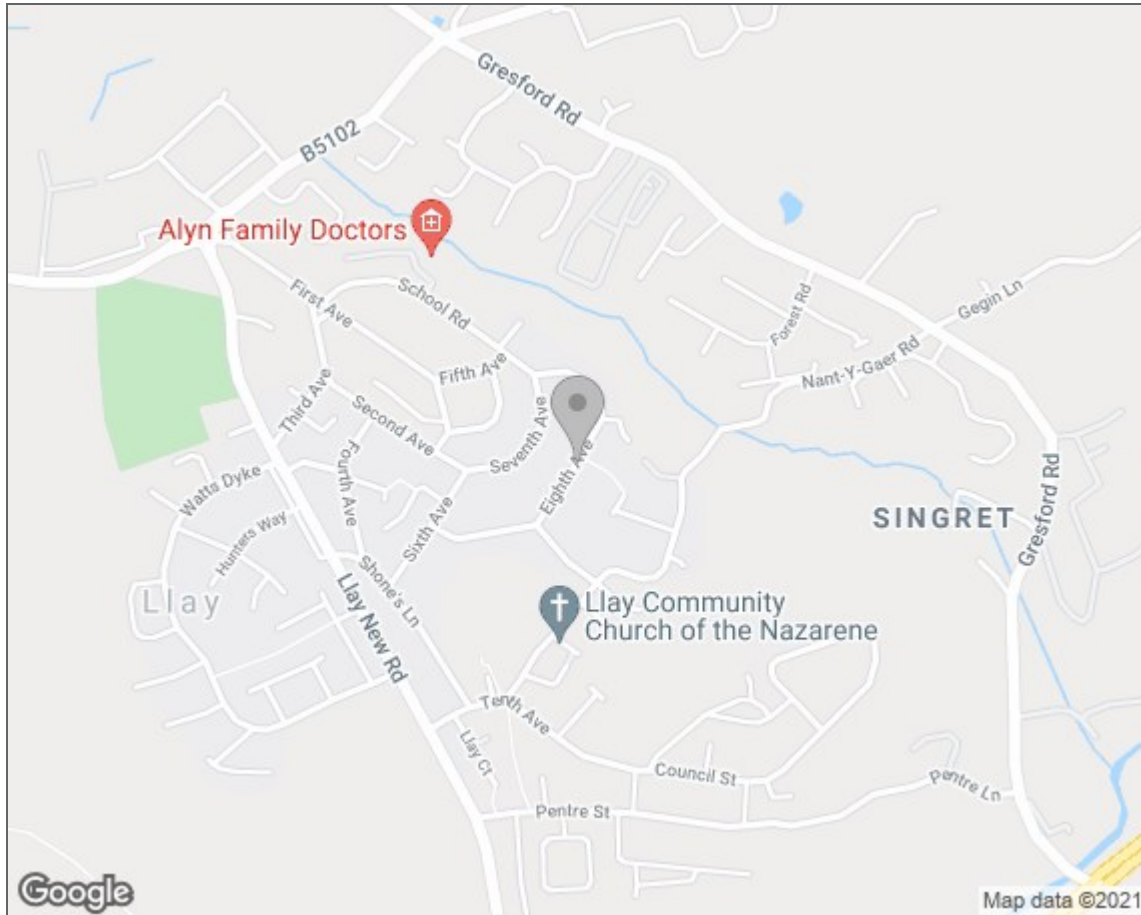 Gresford Rd
B5102
Alyn Family Doctors
First Ave
School Rd
Forest Rd
Gegin Ln
Nant-Y-Gaer Rd
Fifth Ave
Third Ave
Second Ave
Seventh Ave
Eighth Ave
Fourth Ave
Watts Dyke
Hunters Way
Sixth Ave
SINGRET
Gresford Rd
Llay
Shone's Ln
Llay New Rd
Llay Community
Church of the Nazarene
Tenth Ave
Llay Ct
Council St
Pentre Ln
Pentre St
Google
Map data ©2021